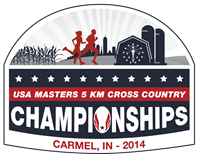 USA MASTERS 5 KM CROSS COUNTRY
CHAMPIONSHIPS
CARMEL, IN - 2014